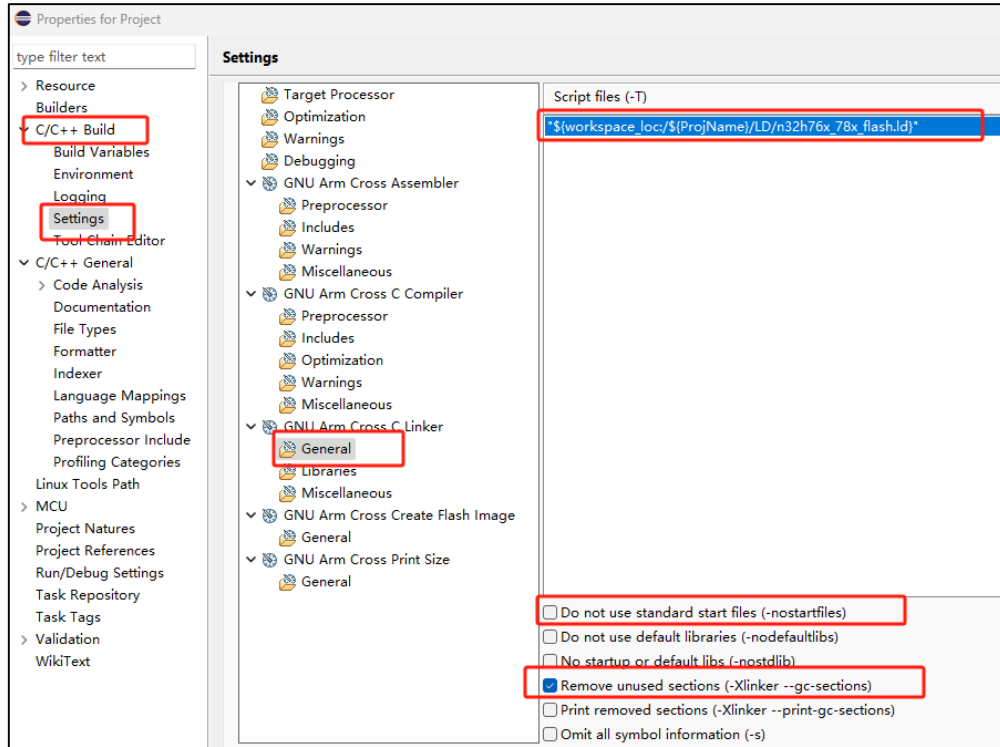 Properties for Project
type filter text
Resource
Builders
C/C++ Build
Build Variables
Environment
Logging
Settings
Tool Chain Editor
C/C++ General
Code Analysis
Documentation
File Types
Formatter
Indexer
Language Mappings
Paths and Symbols
Preprocessor Include
Profiling Categories
Linux Tools Path
MCU
Project Natures
Project References
Run/Debug Settings
Task Repository
Task Tags
Validation
WikiText
Settings
Target Processor
Optimization
Warnings
Debugging
GNU Arm Cross Assembler
Preprocessor
Includes
Warnings
Miscellaneous
GNU Arm Cross C Compiler
Preprocessor
Includes
Optimization
Warnings
Miscellaneous
GNU Arm Cross C Linker
General
Libraries
Miscellaneous
GNU Arm Cross Create Flash Image
General
GNU Arm Cross Print Size
General
Script files (-T)
"${workspace_loc:/${ProjName}/LD/n32h76x_78x_flash.ld}"
Do not use standard start files (-nostartfiles)
Do not use default libraries (-nodefaultlibs)
No startup or default libs (-nostdlib)
Remove unused sections (-Xlinker --gc-sections)
Print removed sections (-Xlinker --print-gc-sections)
Omit all symbol information (-s)